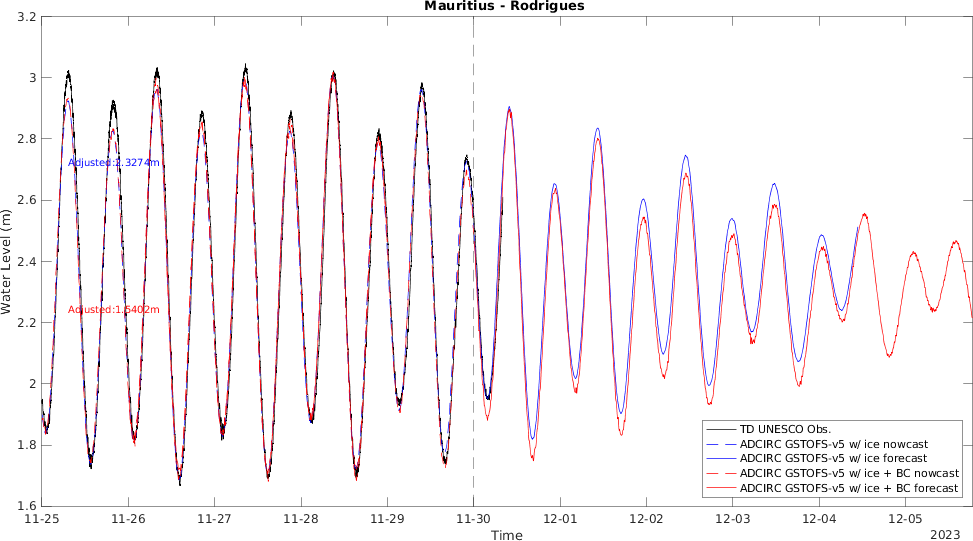 Mauritius - Rodrigues
3.2
3
2.8
2.6
2.4
2.2
2
1.8
1.6
Water Level (m)
Adjusted:2.3274m
Adjusted:1.5402m
TD UNESCO Obs.
ADCIRC GSTOFS-v5 w/ ice nowcast
ADCIRC GSTOFS-v5 w/ ice forecast
ADCIRC GSTOFS-v5 w/ ice + BC nowcast
ADCIRC GSTOFS-v5 w/ ice + BC forecast
11-25 11-26 11-27 11-28 11-29 11-30 12-01 12-02 12-03 12-04 12-05
Time
2023